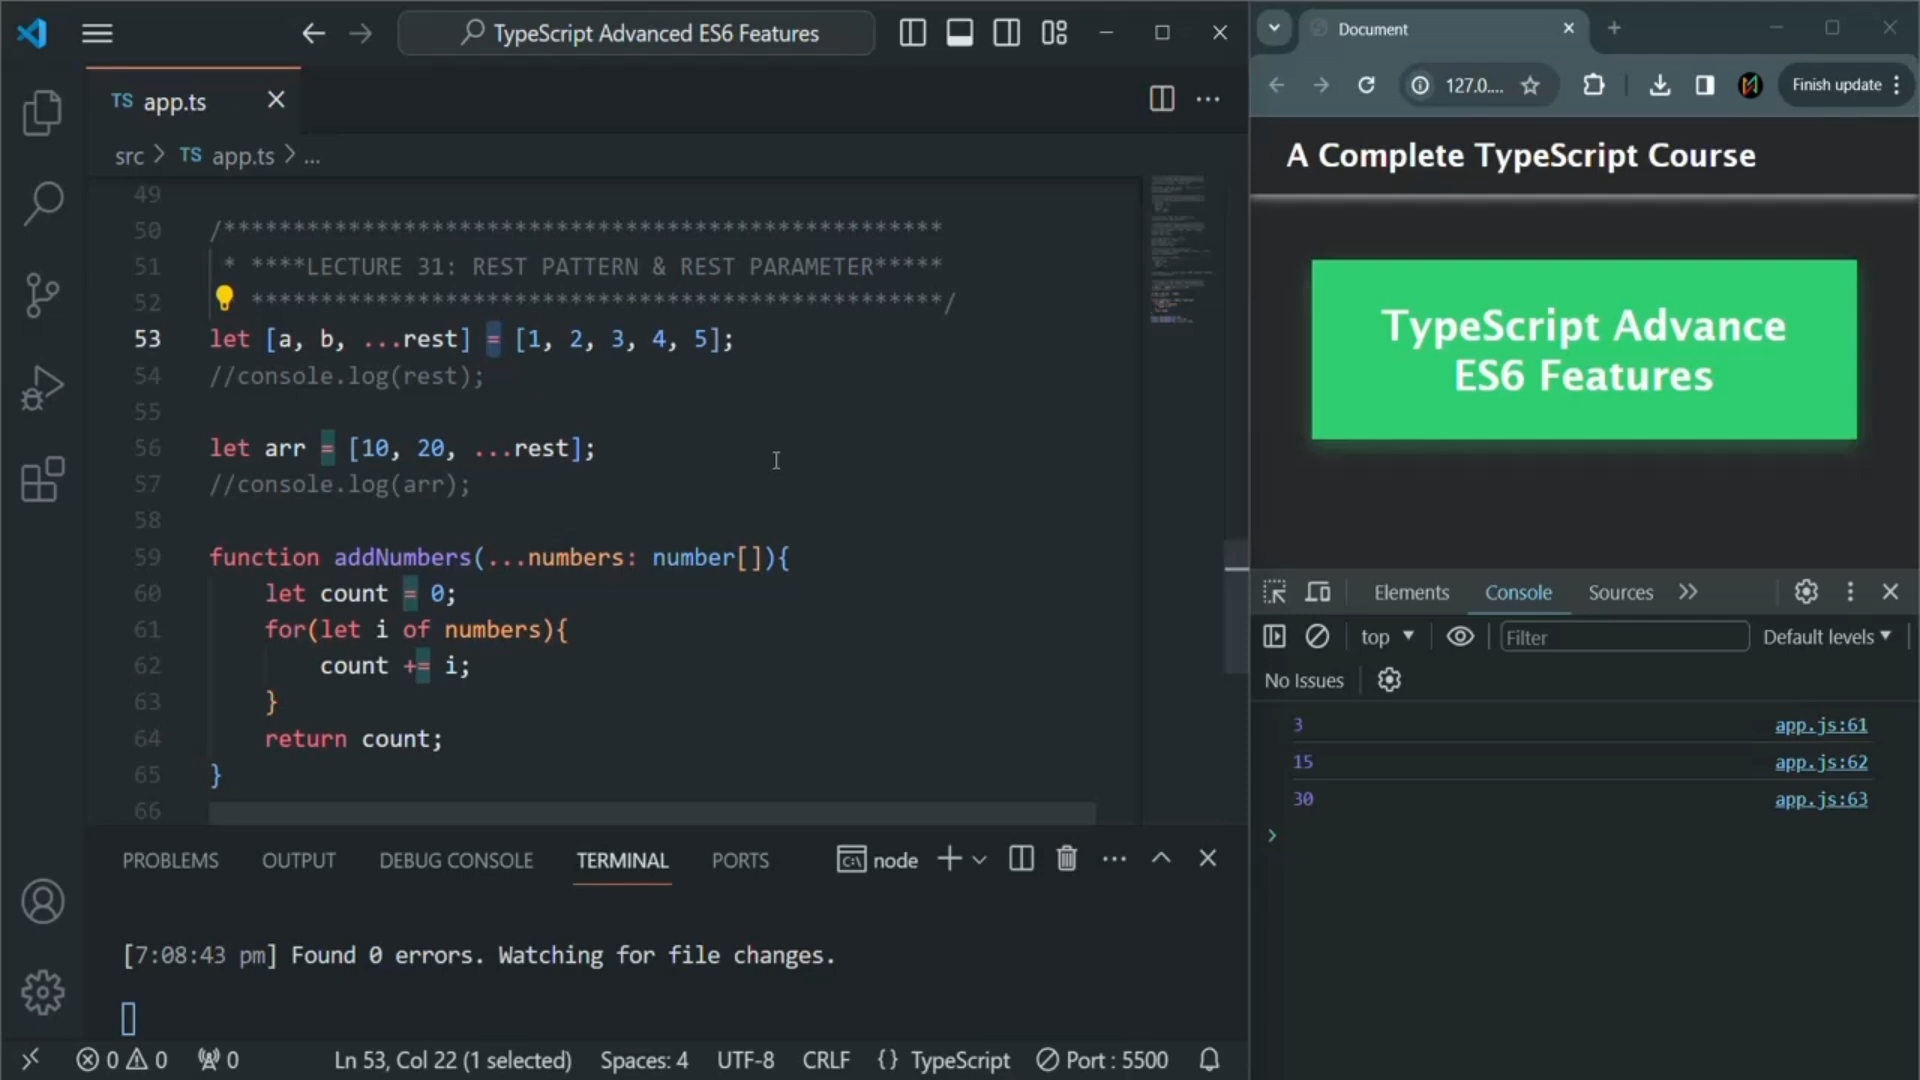 TypeScript Advanced ES6 Features
TS app.ts
src > TS app.ts > ...
49
50 /****************************************************
51 * ****LECTURE 31: REST PATTERN & REST PARAMETER*****
52 **************************************************/
53 let [a, b, ...rest] = [1, 2, 3, 4, 5];
54 //console.log(rest);
55
56 let arr = [10, 20, ...rest];
57 //console.log(arr);
58
59 function addNumbers(...numbers: number[]){
60 let count = 0;
61 for(let i of numbers){
62 count += i;
63 }
64 return count;
65 }
66
PROBLEMS OUTPUT DEBUG CONSOLE TERMINAL PORTS node
[7:08:43 pm] Found 0 errors. Watching for file changes.
0 0 0 Ln 53, Col 22 (1 selected) Spaces: 4 UTF-8 CRLF {} TypeScript Port : 5500
Document
127.0.... Finish update
A Complete TypeScript Course
TypeScript Advance
ES6 Features
Elements Console Sources
top Filter Default levels
No Issues
3 app.js:61
15 app.js:62
30 app.js:63